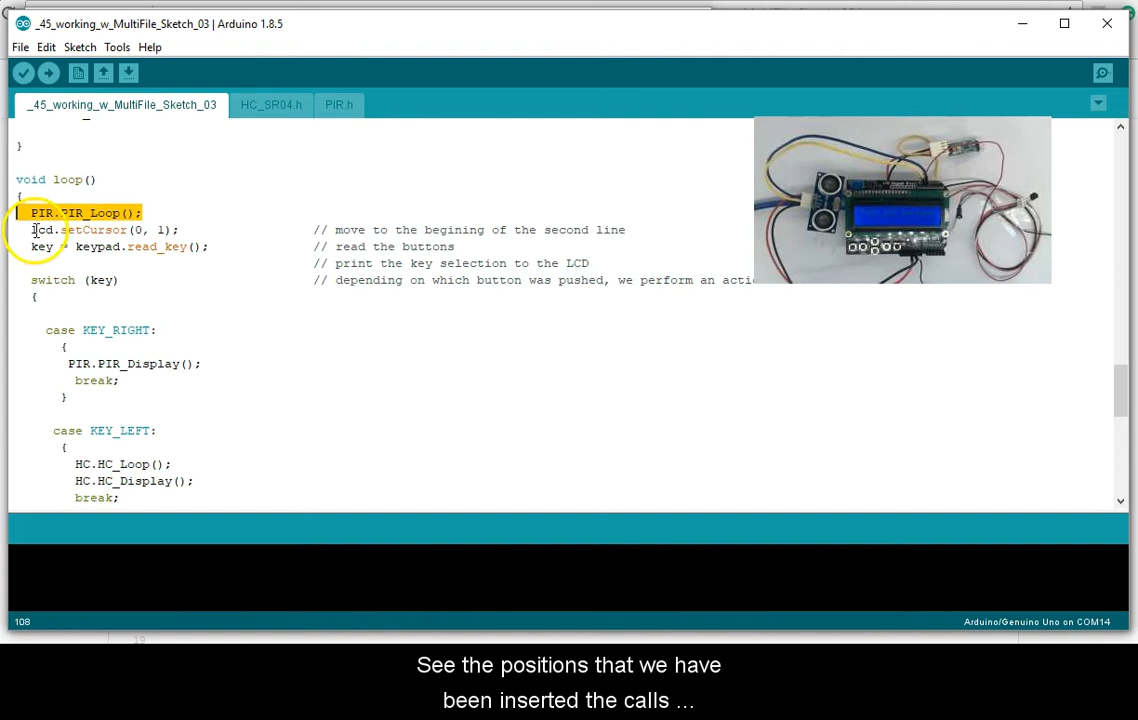 _45_working_w_MultiFile_Sketch_03 | Arduino 1.8.5
File Edit Sketch Tools Help
_45_working_w_MultiFile_Sketch_03 HC_SR04.h PIR.h
}
void loop()
{
PIR.PIR_Loop();
lcd.setCursor(0, 1); // move to the begining of the second line
key = keypad.read_key(); // read the buttons
// print the key selection to the LCD
switch (key) // depending on which button was pushed, we perform an actio
{
case KEY_RIGHT:
{
PIR.PIR_Display();
break;
}
case KEY_LEFT:
{
HC.HC_Loop();
HC.HC_Display();
break;
108 Arduino/Genuino Uno on COM14
19
See the positions that we have
been inserted the calls ...